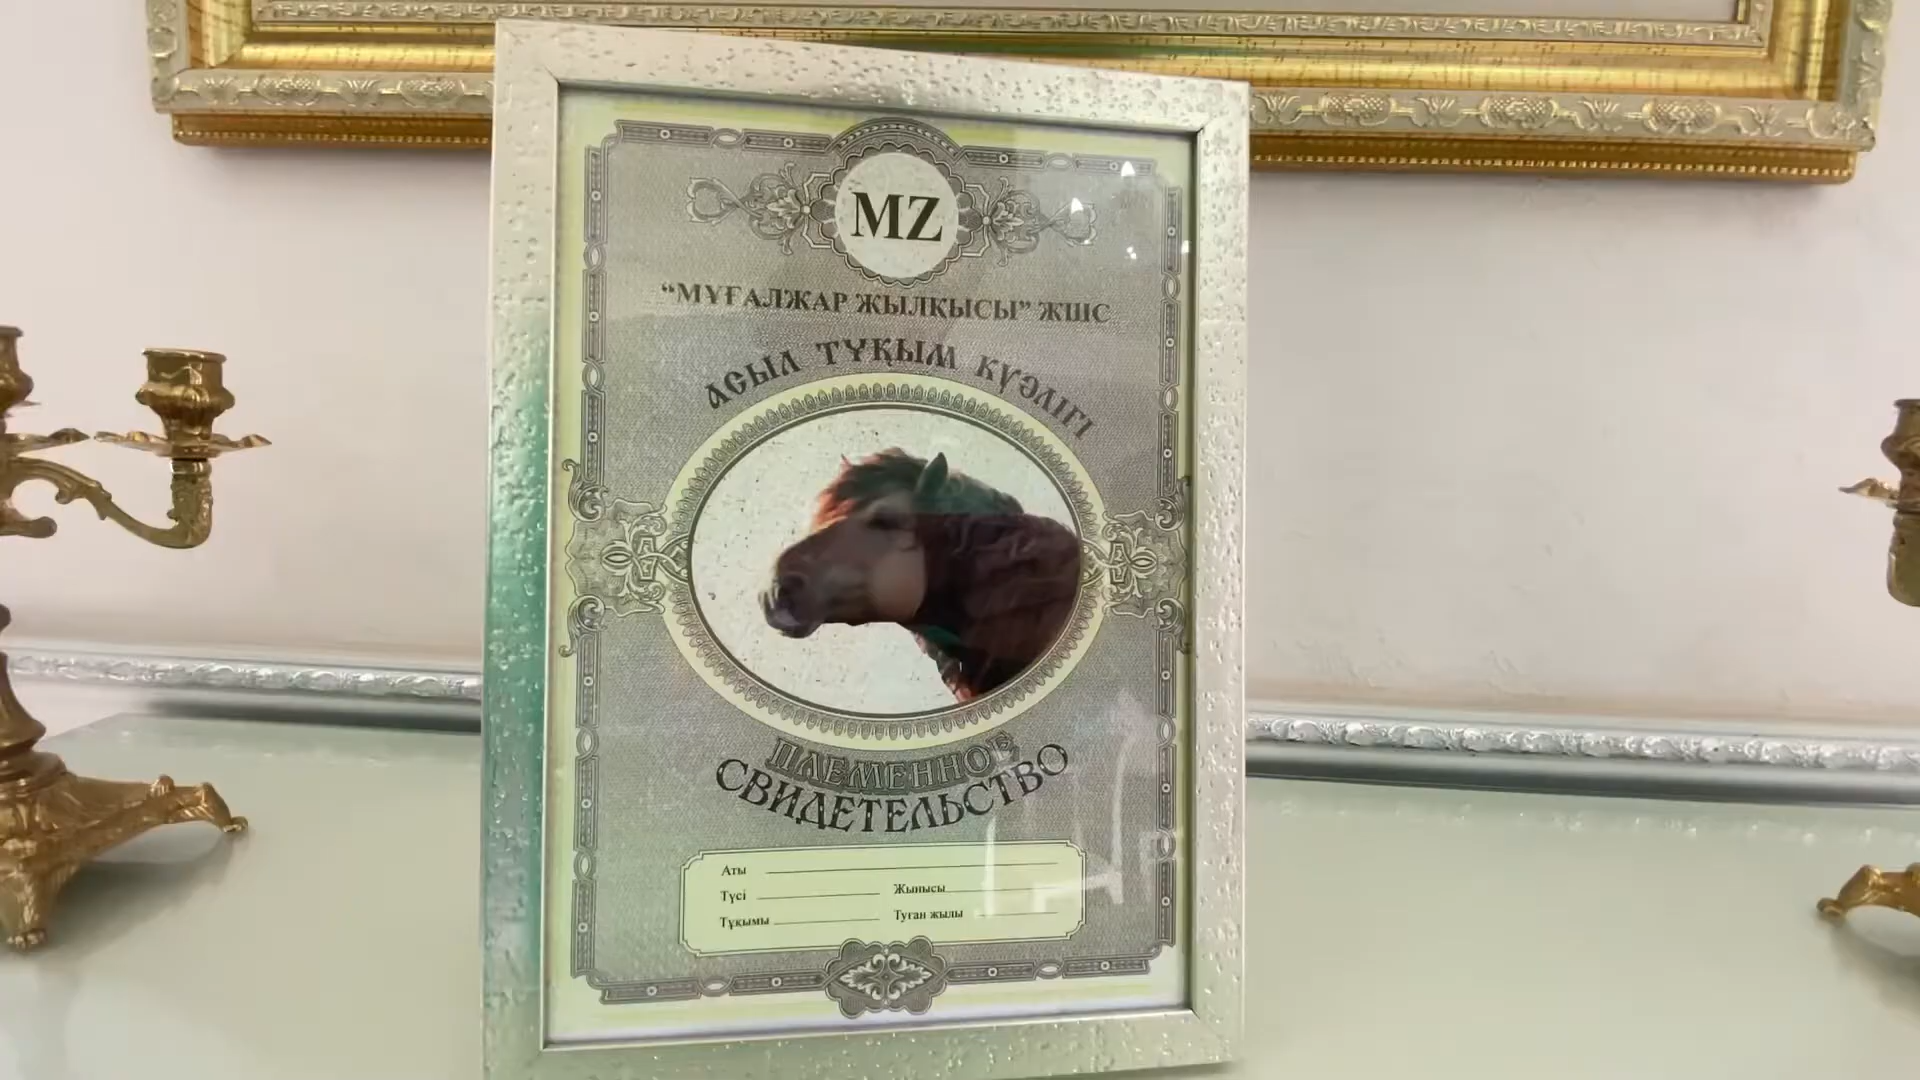 MZ
“МҰҒАЛЖАР ЖЫЛҚЫСЫ” ЖШС
АСЫЛ ТҰҚЫМ КУӘЛІГІ
ПЛЕМЕННОЕ
СВИДЕТЕЛЬСТВО
Аты
Түсі Жынысы
Тұқымы Туған жылы